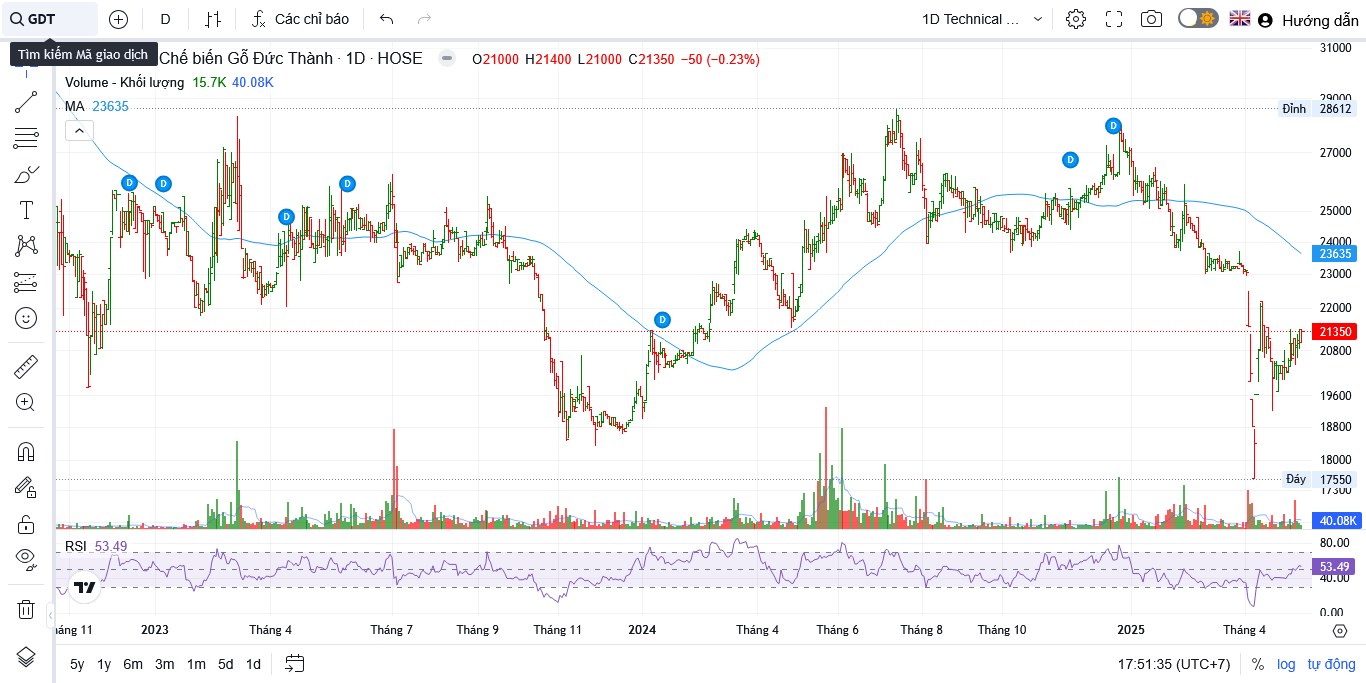 GDT D Các chỉ báo 1D Technical ... Hướng dẫn
Tìm kiếm Mã giao dịch
Chế biến Gỗ Đức Thành · 1D · HOSE O21000 H21400 L21000 C21350 −50 (−0.23%)
Volume - Khối lượng 15.7K 40.08K
MA 23635
31000
29000
Đỉnh 28612
27000
25000
24000
23635
23000
22000
21350
20800
19600
18800
18000
Đáy 17550
17300
40.08K
D
D
D
D
D
D
D
RSI 53.49
80.00
53.49
40.00
0.00
háng 11 2023 Tháng 4 Tháng 7 Tháng 9 Tháng 11 2024 Tháng 4 Tháng 6 Tháng 8 Tháng 10 2025 Tháng 4
5y 1y 6m 3m 1m 5d 1d 17:51:35 (UTC+7) % log tự động